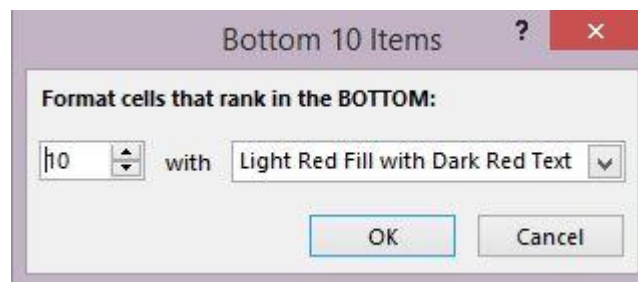 Bottom 10 Items ?
Format cells that rank in the BOTTOM:
10 with Light Red Fill with Dark Red Text
OK Cancel